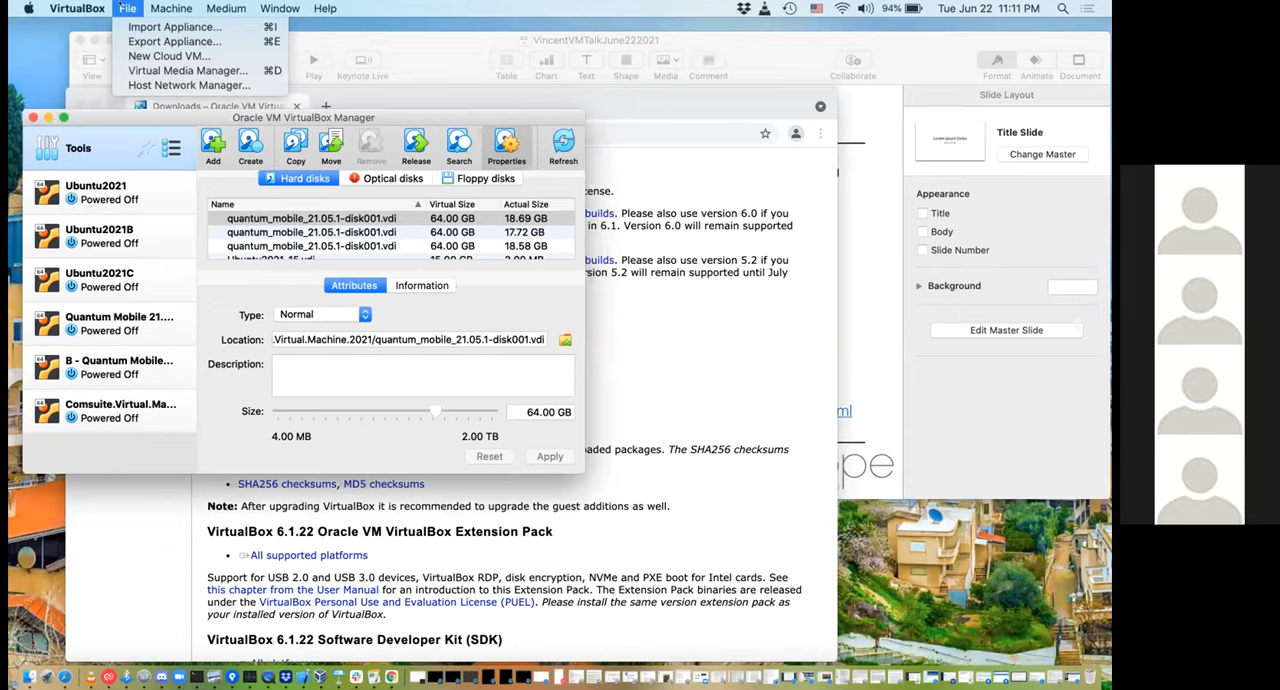 VirtualBox File Machine Medium Window Help 94% Tue Jun 22 11:11 PM
Import Appliance... ⌘I
Export Appliance... ⌘E
New Cloud VM...
Virtual Media Manager... ⌘D
Host Network Manager...
VincentVMTalkJune222021
View Play Keynote Live Table Chart Text Shape Media Comment Collaborate Format Animate Document
Slide Layout
Title Slide
Change Master
Appearance
Title
Body
Slide Number
Background
Edit Master Slide
Downloads – Oracle VM Virtua
Oracle VM VirtualBox Manager
Tools
Add Create Copy Move Remove Release Search Properties Refresh
Ubuntu2021
Powered Off
Ubuntu2021B
Powered Off
Ubuntu2021C
Powered Off
Quantum Mobile 21....
Powered Off
B - Quantum Mobile...
Powered Off
Comsuite.Virtual.Ma...
Powered Off
Hard disks Optical disks Floppy disks
Name Virtual Size Actual Size
quantum_mobile_21.05.1-disk001.vdi 64.00 GB 18.69 GB
quantum_mobile_21.05.1-disk001.vdi 64.00 GB 17.72 GB
quantum_mobile_21.05.1-disk001.vdi 64.00 GB 18.58 GB
Attributes Information
Type: Normal
Location: .Virtual.Machine.2021/quantum_mobile_21.05.1-disk001.vdi
Description:
Size: 64.00 GB
4.00 MB 2.00 TB
Reset Apply
cense.
builds. Please also use version 6.0 if you
in 6.1. Version 6.0 will remain supported
builds. Please also use version 5.2 if you
rsion 5.2 will remain supported until July
ml
aded packages. The SHA256 checksums
ope
SHA256 checksums, MD5 checksums
Note: After upgrading VirtualBox it is recommended to upgrade the guest additions as well.
VirtualBox 6.1.22 Oracle VM VirtualBox Extension Pack
All supported platforms
Support for USB 2.0 and USB 3.0 devices, VirtualBox RDP, disk encryption, NVMe and PXE boot for Intel cards. See
this chapter from the User Manual for an introduction to this Extension Pack. The Extension Pack binaries are released
under the VirtualBox Personal Use and Evaluation License (PUEL). Please install the same version extension pack as
your installed version of VirtualBox.
VirtualBox 6.1.22 Software Developer Kit (SDK)